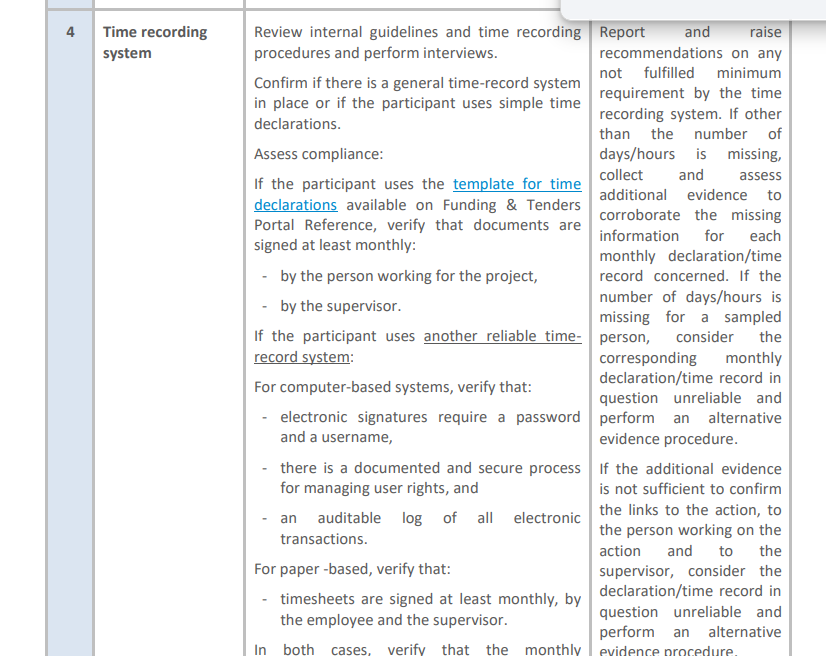 4
Time recording
system
Review internal guidelines and time recording
procedures and perform interviews.
Confirm if there is a general time-record system
in place or if the participant uses simple time
declarations.
Assess compliance:
If the participant uses the template for time
declarations available on Funding & Tenders
Portal Reference, verify that documents are
signed at least monthly:
- by the person working for the project,
- by the supervisor.
If the participant uses another reliable time-
record system:
For computer-based systems, verify that:
- electronic signatures require a password
and a username,
- there is a documented and secure process
for managing user rights, and
- an auditable log of all electronic
transactions.
For paper -based, verify that:
- timesheets are signed at least monthly, by
the employee and the supervisor.
In both cases, verify that the monthly
Report and raise
recommendations on any
not fulfilled minimum
requirement by the time
recording system. If other
than the number of
days/hours is missing,
collect and assess
additional evidence to
corroborate the missing
information for each
monthly declaration/time
record concerned. If the
number of days/hours is
missing for a sampled
person, consider the
corresponding monthly
declaration/time record in
question unreliable and
perform an alternative
evidence procedure.
If the additional evidence
is not sufficient to confirm
the links to the action, to
the person working on the
action and to the
supervisor, consider the
declaration/time record in
question unreliable and
perform an alternative
evidence procedure.